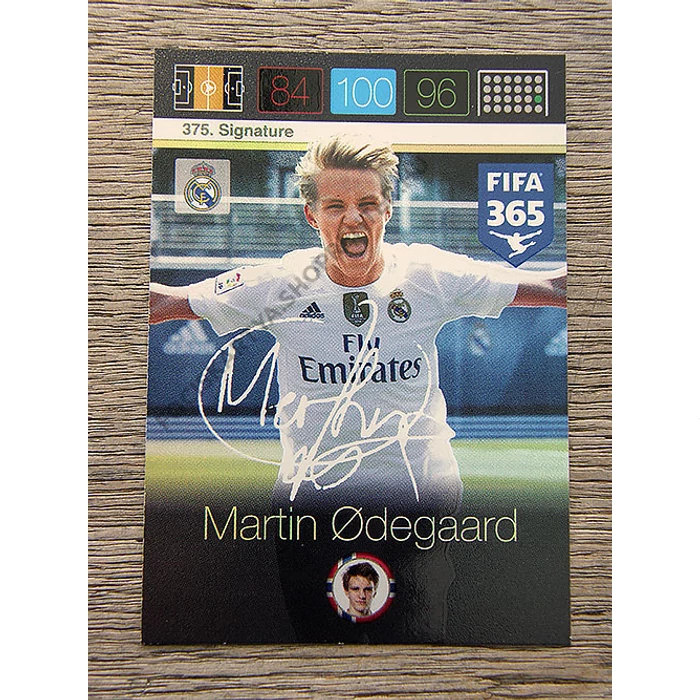 84 100 96
375. Signature
FIFA
365
adidas
Fly
Emirates
Martin Ødegaard